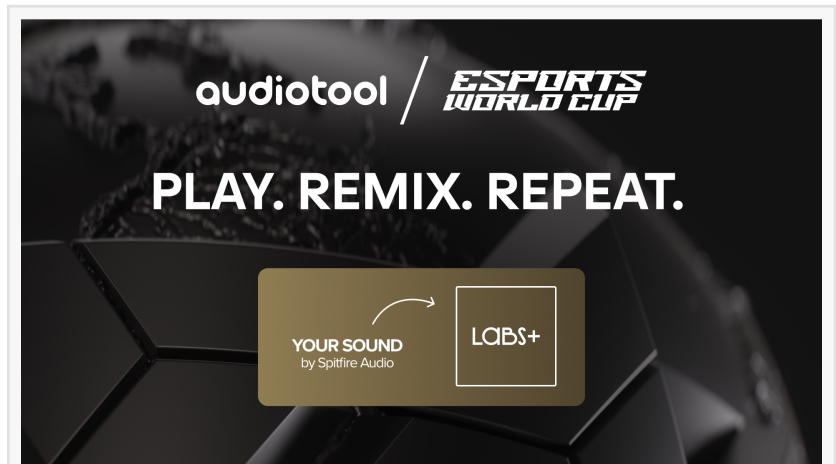 audiotool / ESPORTS WORLD CUP
PLAY. REMIX. REPEAT.
YOUR SOUND
by Spitfire Audio
LABS+